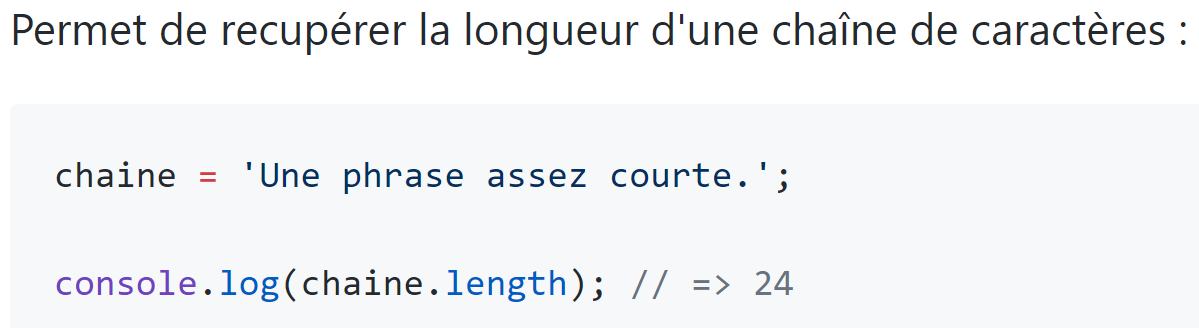 Permet de recupérer la longueur d'une chaîne de caractères :
chaine = 'Une phrase assez courte.';
console.log(chaine.length); // => 24